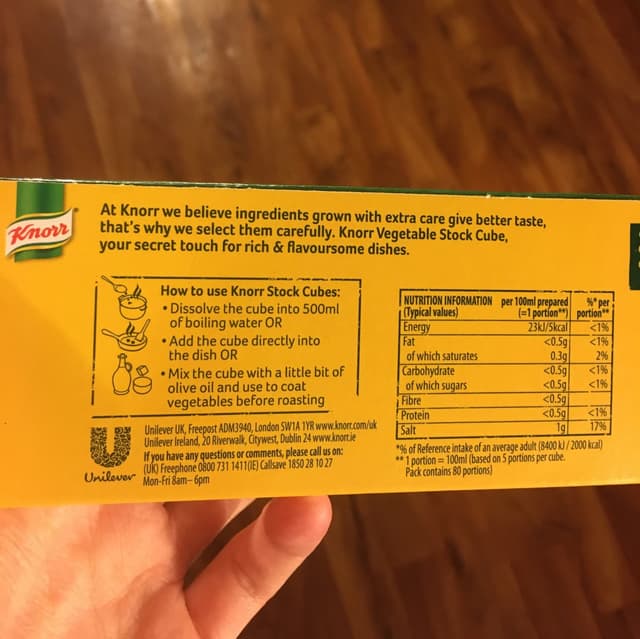 Knorr
At Knorr we believe ingredients grown with extra care give better taste,
that's why we select them carefully. Knorr Vegetable Stock Cube,
your secret touch for rich & flavoursome dishes.
How to use Knorr Stock Cubes:
• Dissolve the cube into 500ml
of boiling water OR
• Add the cube directly into
the dish OR
• Mix the cube with a little bit of
olive oil and use to coat
vegetables before roasting
Unilever
Unilever UK, Freepost ADM3940, London SW1A 1YR www.knorr.com/uk
Unilever Ireland, 20 Riverwalk, Citywest, Dublin 24 www.knorr.ie
If you have any questions or comments, please call us on:
(UK) Freephone 0800 731 1411(IE) Callsave 1850 28 10 27
Mon-Fri 8am– 6pm
NUTRITION INFORMATION per 100ml prepared %* per
(Typical values) (=1 portion**) portion**
Energy 23kJ/5kcal <1%
Fat <0.5g <1%
of which saturates 0.3g 2%
Carbohydrate <0.5g <1%
of which sugars <0.5g <1%
Fibre <0.5g
Protein <0.5g <1%
Salt 1g 17%
*% of Reference intake of an average adult (8400 kJ / 2000 kcal)
** 1 portion = 100ml (based on 5 portions per cube.
Pack contains 80 portions)